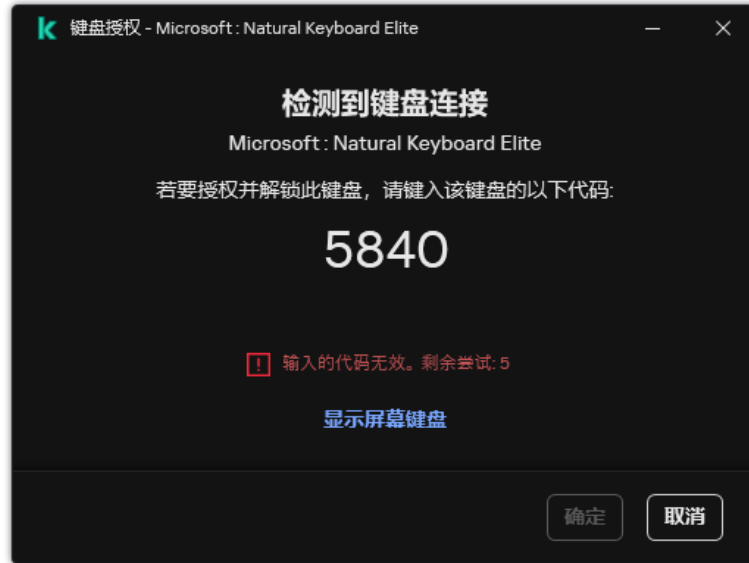 键盘授权 - Microsoft : Natural Keyboard Elite
检测到键盘连接
Microsoft : Natural Keyboard Elite
若要授权并解锁此键盘，请键入该键盘的以下代码:
5840
输入的代码无效。剩余尝试: 5
显示屏幕键盘
确定 取消